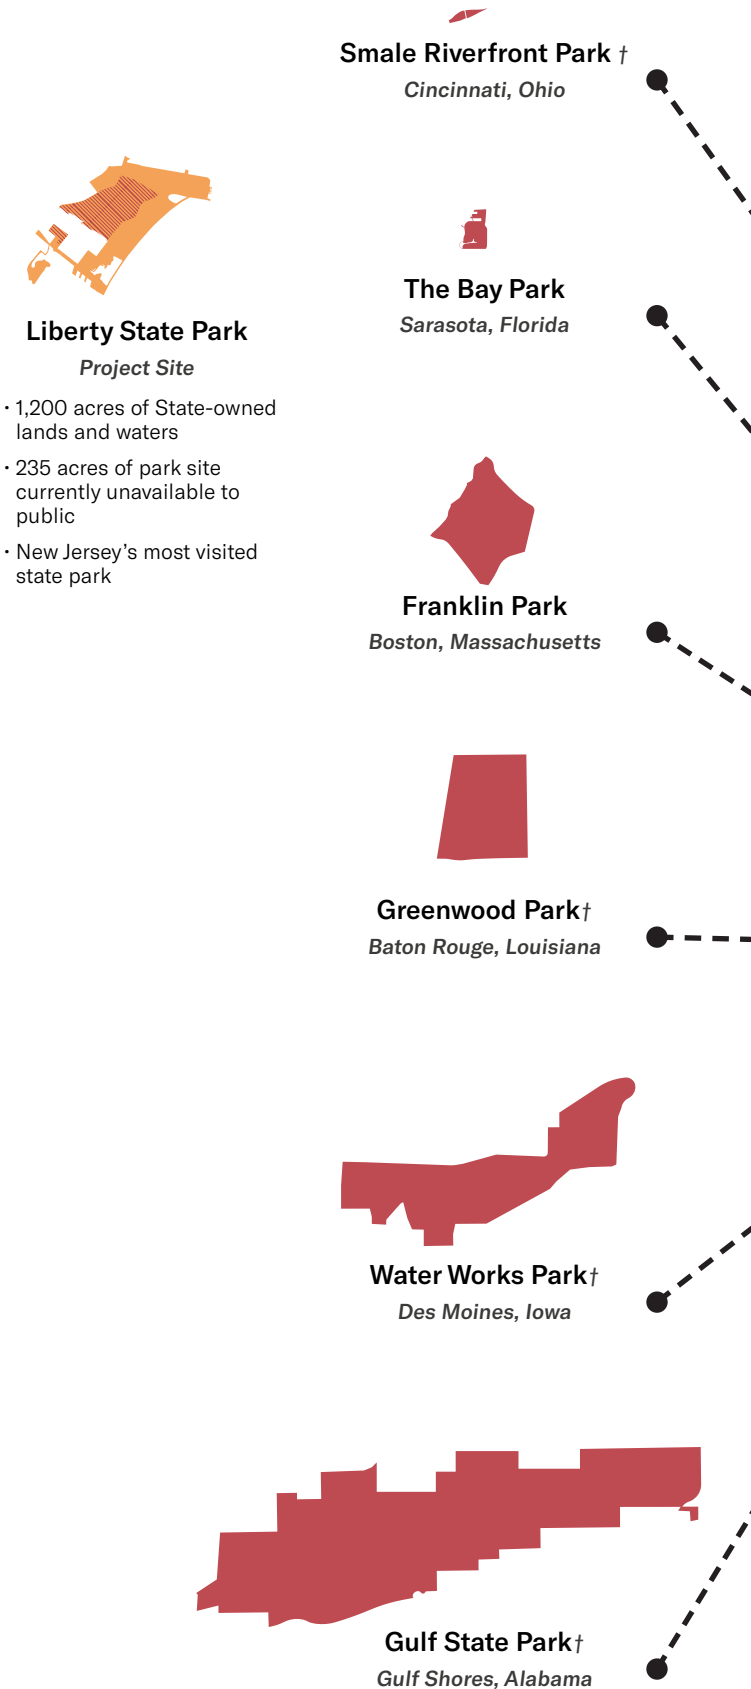 Smale Riverfront Park †
Cincinnati, Ohio
Liberty State Park
Project Site
· 1,200 acres of State-owned
lands and waters
· 235 acres of park site
currently unavailable to
public
· New Jersey’s most visited
state park
The Bay Park
Sarasota, Florida
Franklin Park
Boston, Massachusetts
Greenwood Park†
Baton Rouge, Louisiana
Water Works Park†
Des Moines, Iowa
Gulf State Park†
Gulf Shores, Alabama